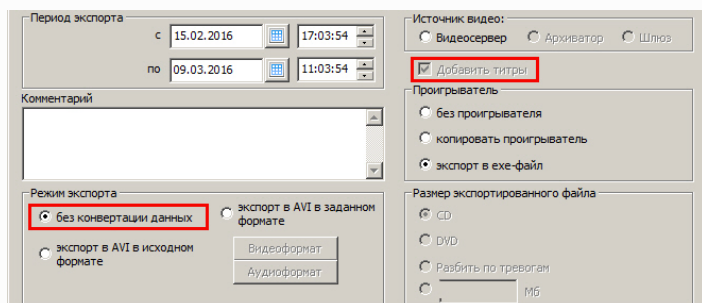 Период экспорта
с 15.02.2016 17:03:54
по 09.03.2016 11:03:54
Комментарий
Режим экспорта
без конвертации данных
экспорт в AVI в заданном
формате
экспорт в AVI в исходном
формате
Видеоформат
Аудиоформат
Источник видео:
Видеосервер Архиватор Шлюз
Добавить титры
Проигрыватель
без проигрывателя
копировать проигрыватель
экспорт в exe-файл
Размер экспортированного файла
CD
DVD
Разбить по тревогам
, Мб